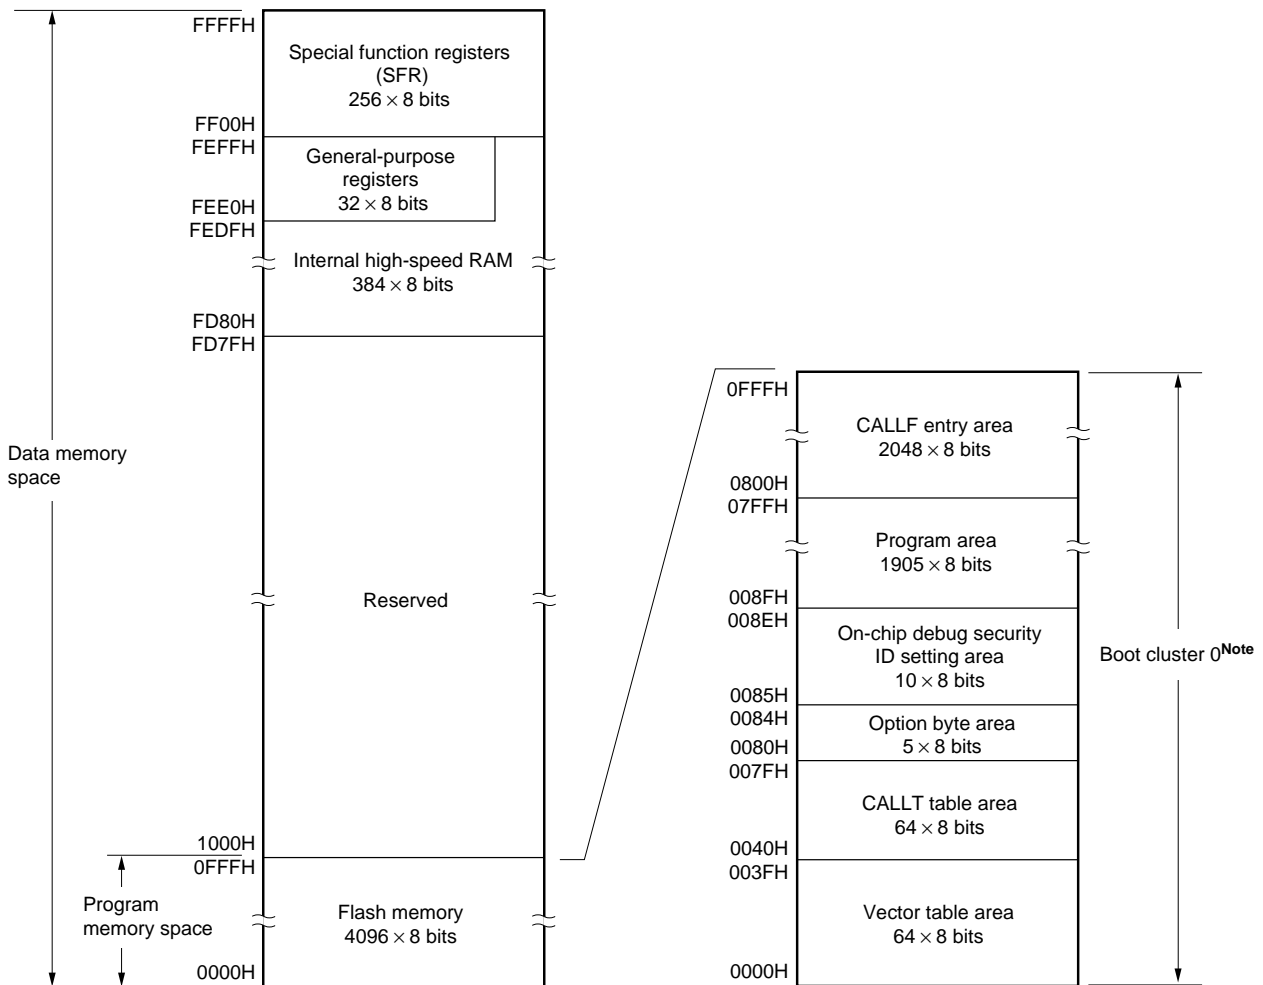 FFFFH
Special function registers
(SFR)
256 × 8 bits
FF00H
FEFFH
General-purpose
registers
32 × 8 bits
FEE0H
FEDFH
Internal high-speed RAM
384 × 8 bits
FD80H
FD7FH
Data memory
space
Reserved
1000H
0FFFH
Program
memory space
Flash memory
4096 × 8 bits
0000H
0FFFH
CALLF entry area
2048 × 8 bits
0800H
07FFH
Program area
1905 × 8 bits
008FH
008EH
On-chip debug security
ID setting area
10 × 8 bits
0085H
0084H
Option byte area
5 × 8 bits
0080H
007FH
CALLT table area
64 × 8 bits
0040H
003FH
Vector table area
64 × 8 bits
0000H
Boot cluster 0Note